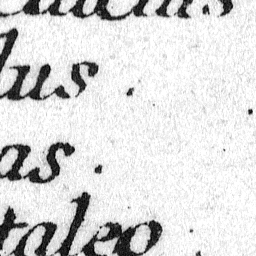 lus .
as .
taleo .